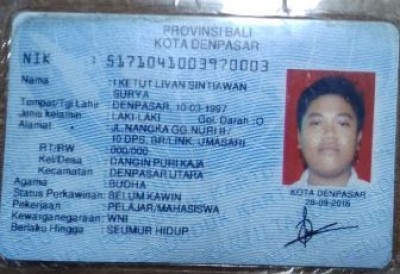 PROVINSI BALI
KOTA DENPASAR
NIK : 5171041003970003
Nama : I KETUT LIVAN SINTIAWAN
SURYA
Tempat/Tgl Lahir : DENPASAR, 10-03-1997
Jenis kelamin : LAKI-LAKI Gol. Darah :O
Alamat : JL. NANGKA GG. NURI II /
10 DPS, BR/LINK. UMASARI
RT/RW : 000/000
Kel/Desa : DANGIN PURI KAJA
Kecamatan : DENPASAR UTARA
Agama : BUDHA
Status Perkawinan: BELUM KAWIN
Pekerjaan : PELAJAR/MAHASISWA
Kewarganegaraan: WNI
Berlaku Hingga : SEUMUR HIDUP
KOTA DENPASAR
28-09-2016